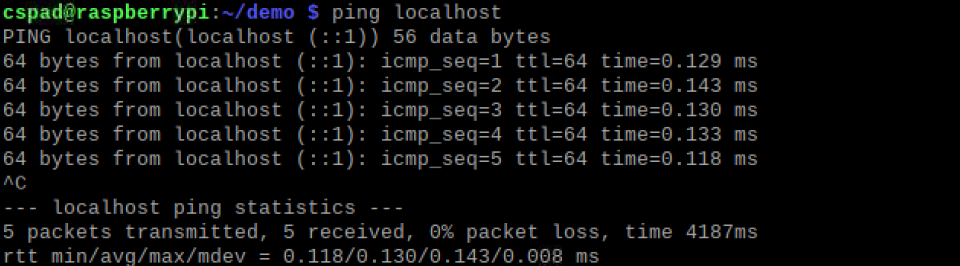 cspad@raspberrypi:~/demo $ ping localhost
PING localhost(localhost (::1)) 56 data bytes
64 bytes from localhost (::1): icmp_seq=1 ttl=64 time=0.129 ms
64 bytes from localhost (::1): icmp_seq=2 ttl=64 time=0.143 ms
64 bytes from localhost (::1): icmp_seq=3 ttl=64 time=0.130 ms
64 bytes from localhost (::1): icmp_seq=4 ttl=64 time=0.133 ms
64 bytes from localhost (::1): icmp_seq=5 ttl=64 time=0.118 ms
^C
--- localhost ping statistics ---
5 packets transmitted, 5 received, 0% packet loss, time 4187ms
rtt min/avg/max/mdev = 0.118/0.130/0.143/0.008 ms